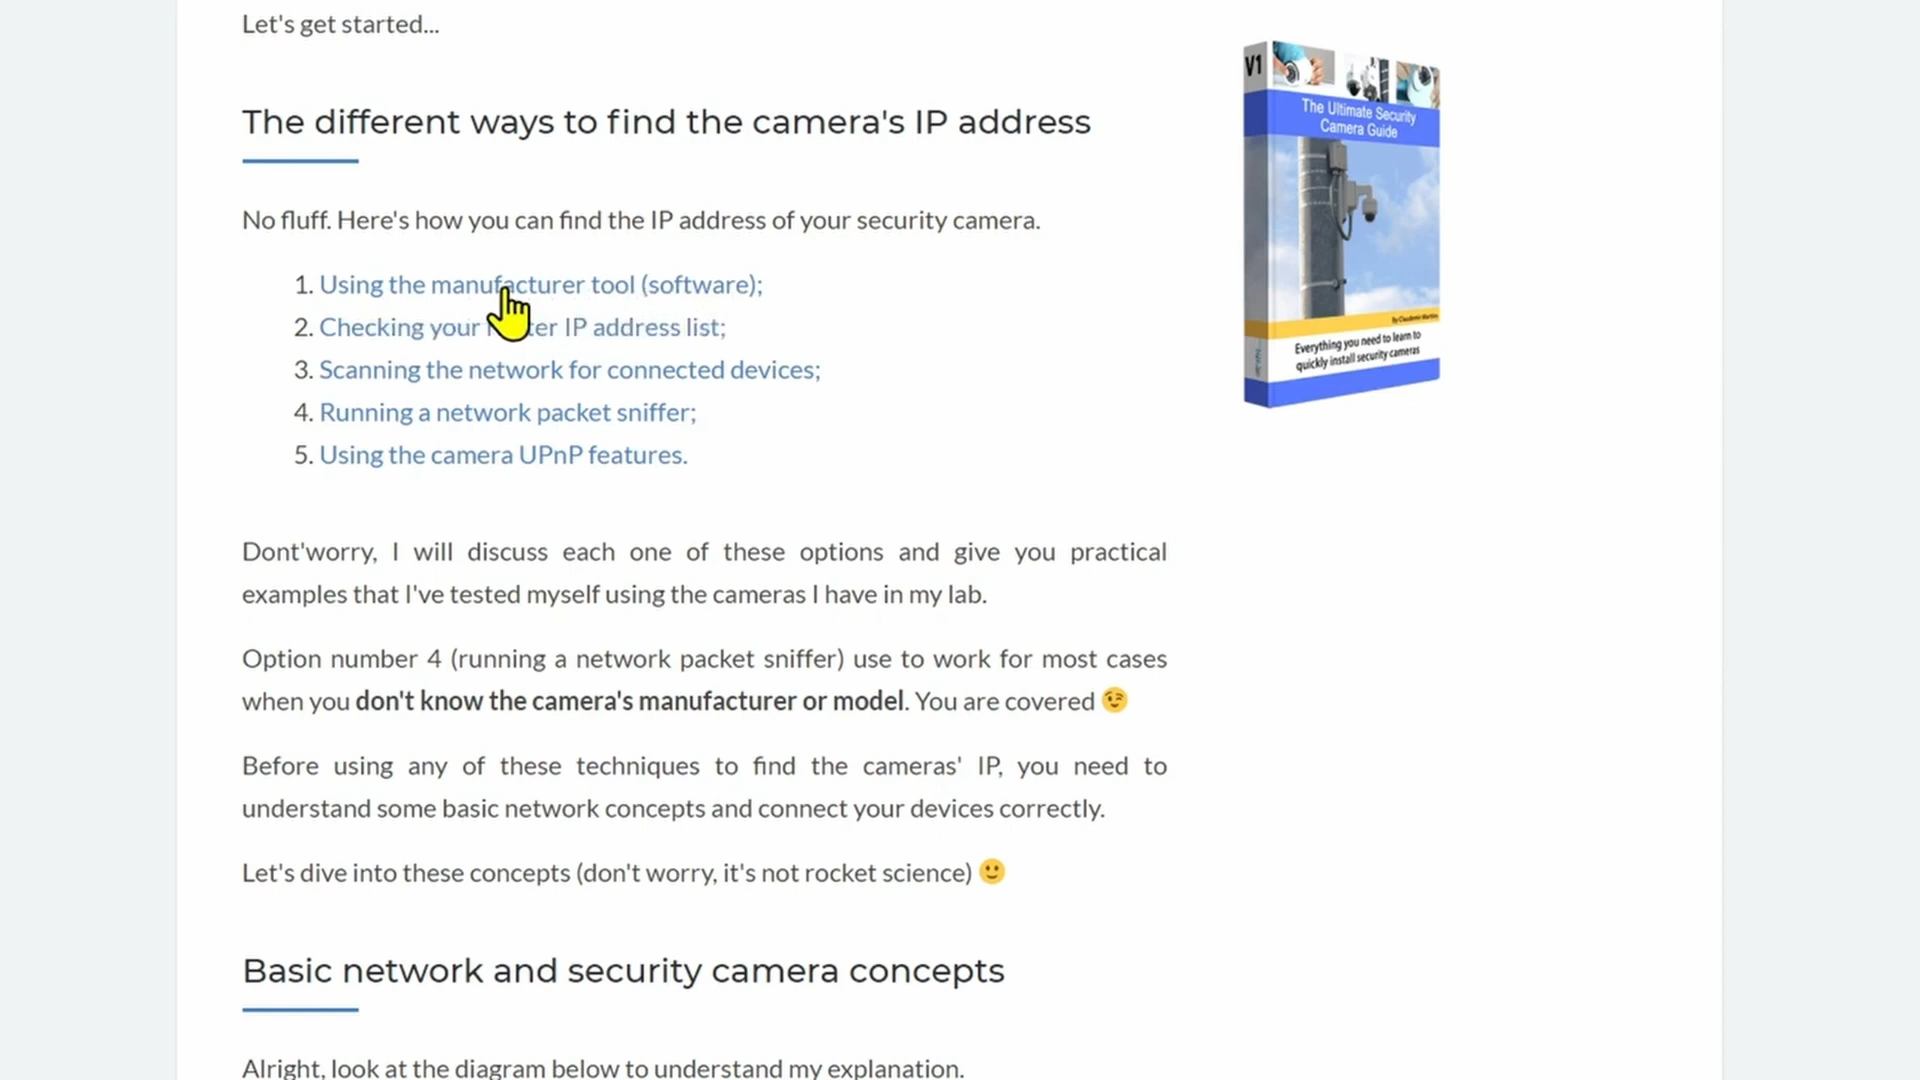 Let's get started...
The different ways to find the camera's IP address
No fluff. Here's how you can find the IP address of your security camera.
1. Using the manufacturer tool (software);
2. Checking your router IP address list;
3. Scanning the network for connected devices;
4. Running a network packet sniffer;
5. Using the camera UPnP features.
Dont'worry, I will discuss each one of these options and give you practical
examples that I've tested myself using the cameras I have in my lab.
Option number 4 (running a network packet sniffer) use to work for most cases
when you don't know the camera's manufacturer or model. You are covered 😉
Before using any of these techniques to find the cameras' IP, you need to
understand some basic network concepts and connect your devices correctly.
Let's dive into these concepts (don't worry, it's not rocket science) 🙂
Basic network and security camera concepts
Alright, look at the diagram below to understand my explanation.
V1
The Ultimate Security
Camera Guide
By Claudemir Martins
Everything you need to learn to
quickly install security cameras